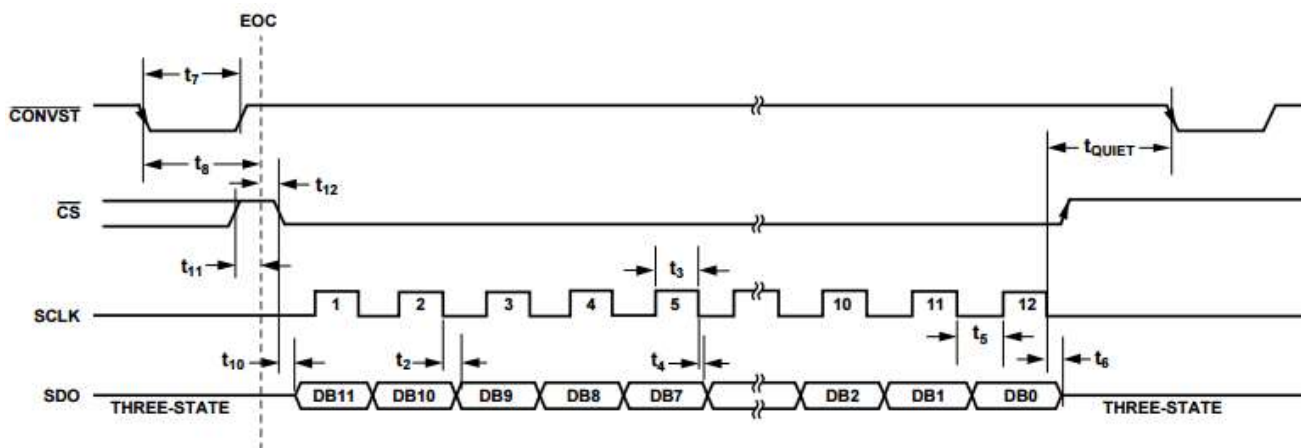 EOC
t7
CONVST
t8
tQUIET
t12
CS
t11
t3
1 2 3 4 5 10 11 12
SCLK
t5
t10
t2
t4
t6
SDO
THREE-STATE
DB11 DB10 DB9 DB8 DB7 DB2 DB1 DB0
THREE-STATE